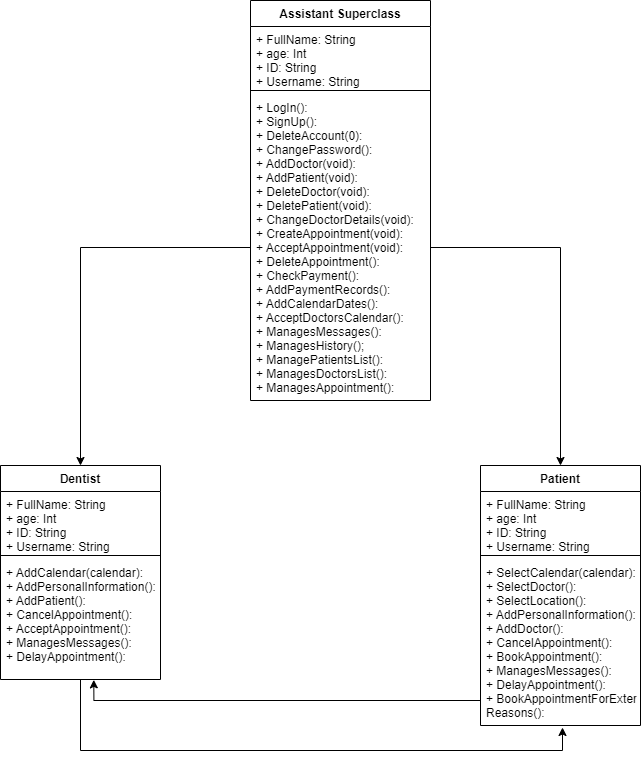 Assistant Superclass
+ FullName: String
+ age: Int
+ ID: String
+ Username: String
+ LogIn():
+ SignUp():
+ DeleteAccount(0):
+ ChangePassword():
+ AddDoctor(void):
+ AddPatient(void):
+ DeleteDoctor(void):
+ DeletePatient(void):
+ ChangeDoctorDetails(void):
+ CreateAppointment(void):
+ AcceptAppointment(void):
+ DeleteAppointment():
+ CheckPayment():
+ AddPaymentRecords():
+ AddCalendarDates():
+ AcceptDoctorsCalendar():
+ ManagesMessages():
+ ManagesHistory();
+ ManagePatientsList():
+ ManagesDoctorsList():
+ ManagesAppointment():
Dentist
+ FullName: String
+ age: Int
+ ID: String
+ Username: String
+ AddCalendar(calendar):
+ AddPersonalInformation():
+ AddPatient():
+ CancelAppointment():
+ AcceptAppointment():
+ ManagesMessages():
+ DelayAppointment():
Patient
+ FullName: String
+ age: Int
+ ID: String
+ Username: String
+ SelectCalendar(calendar):
+ SelectDoctor():
+ SelectLocation():
+ AddPersonalInformation():
+ AddDoctor():
+ CancelAppointment():
+ BookAppointment():
+ ManagesMessages():
+ DelayAppointment():
+ BookAppointmentForExter
Reasons():